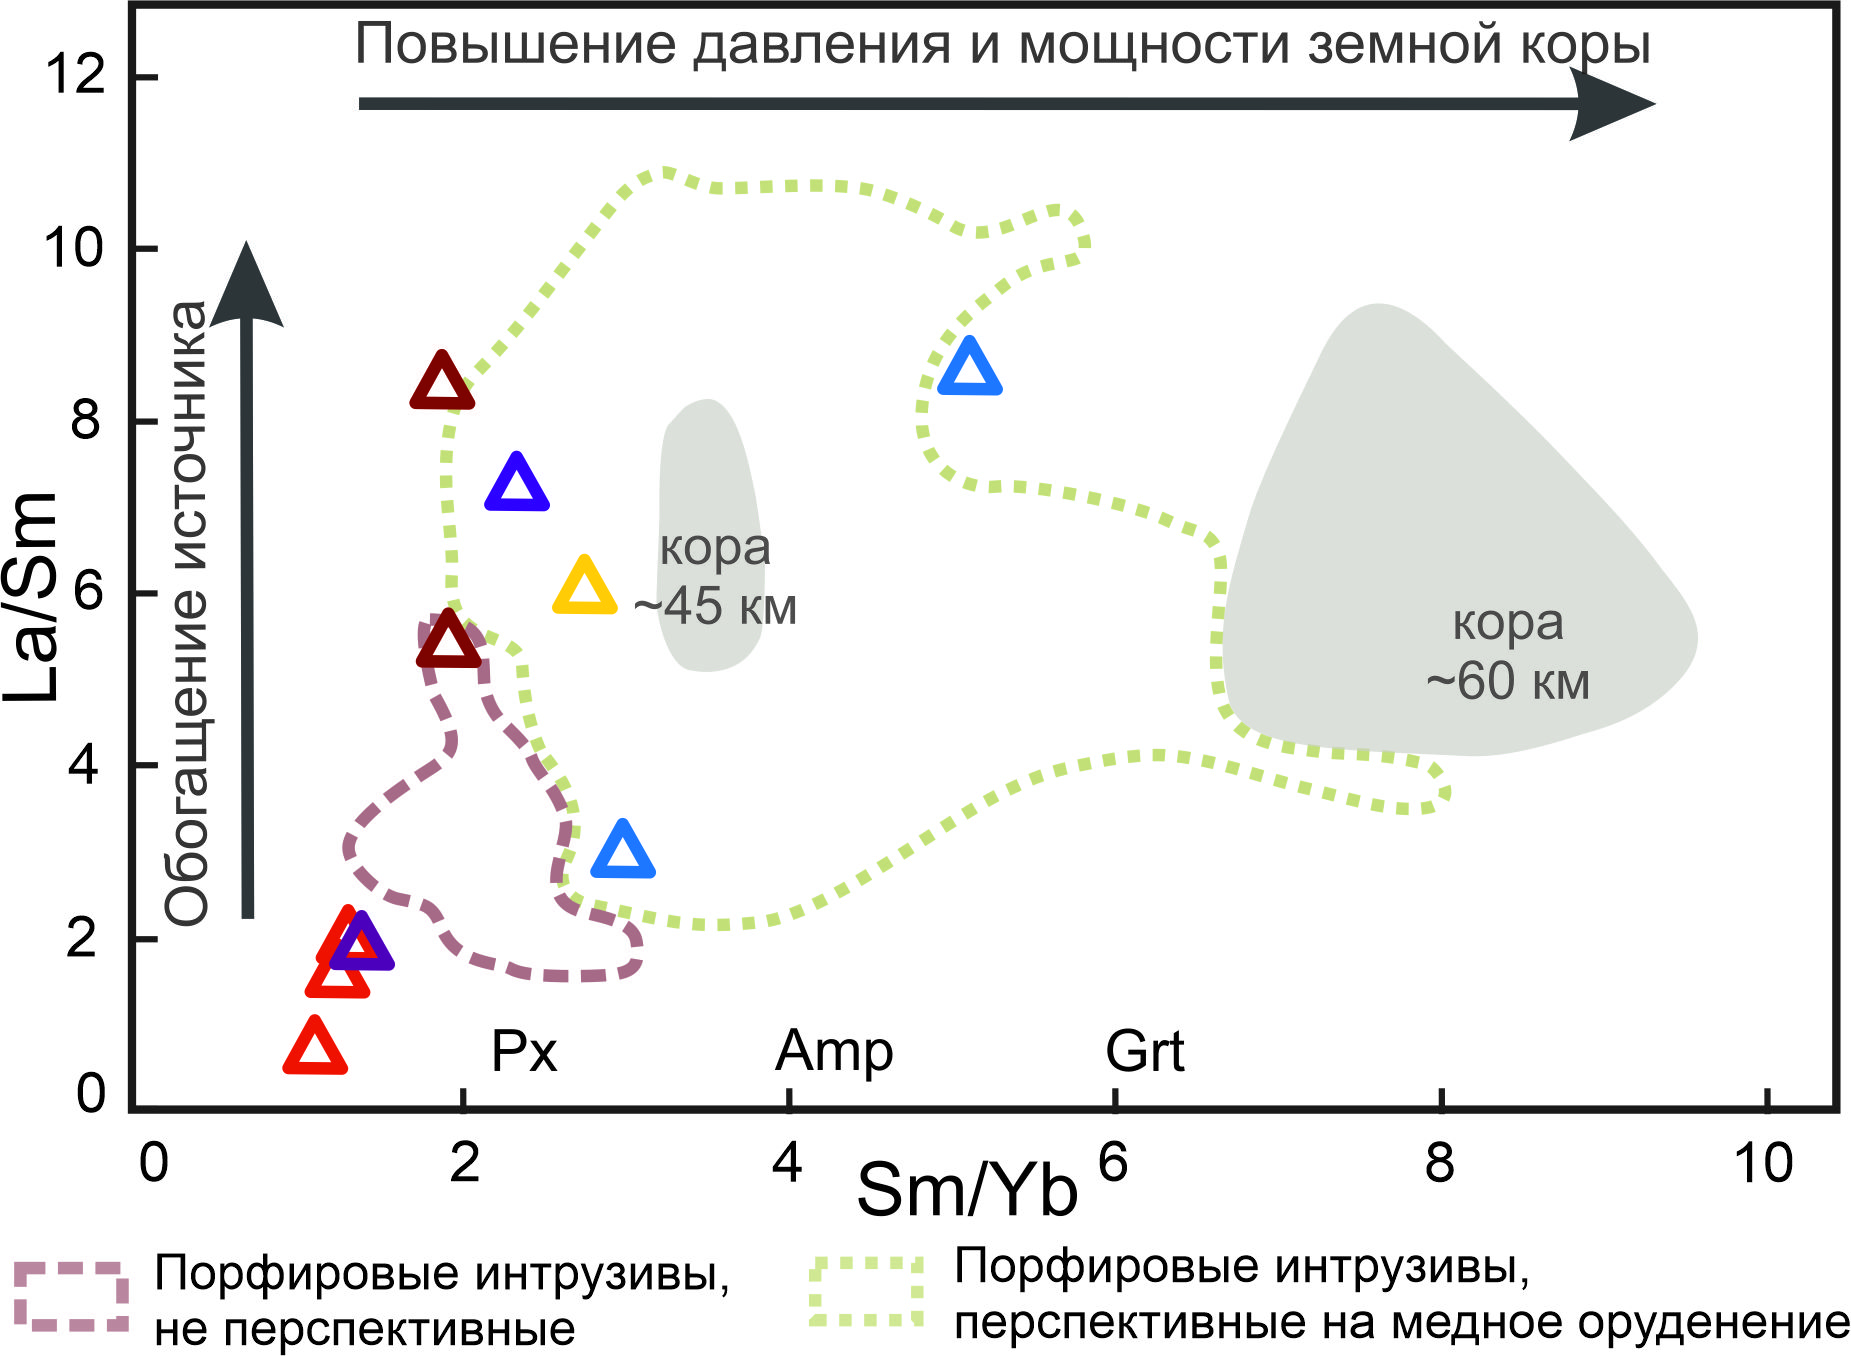 Повышение давления и мощности земной коры
12
10
8
6
4
2
0
La/Sm
Обогащение источника
кора
~45 км
кора
~60 км
Px
Amp
Grt
0
2
4
6
8
10
Sm/Yb
Порфировые интрузивы,
не перспективные
Порфировые интрузивы,
перспективные на медное оруденение